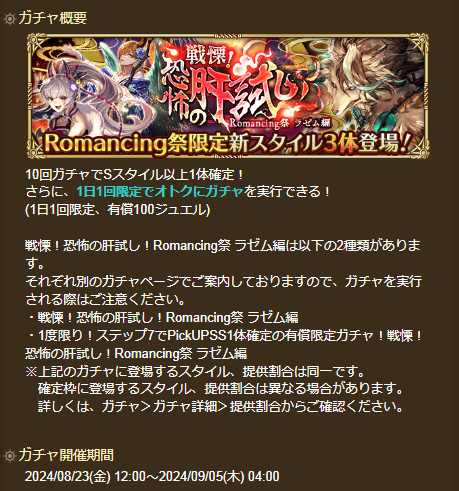 ガチャ概要
戦慄!
恐怖の肝試し!
Romancing祭 ラゼム編
Romancing祭限定新スタイル3体登場!
10回ガチャでSスタイル以上1体確定!
さらに、1日1回限定でオトクにガチャを実行できる!
(1日1回限定、有償100ジュエル)
戦慄!恐怖の肝試し!Romancing祭 ラゼム編は以下の2種類がありま
す。
それぞれ別のガチャページでご案内しておりますので、ガチャを実行
される際はご注意ください。
・戦慄!恐怖の肝試し!Romancing祭 ラゼム編
・1度限り!ステップ7でPickUPSS1体確定の有償限定ガチャ!戦慄!
恐怖の肝試し!Romancing祭 ラゼム編
※上記のガチャに登場するスタイル、提供割合は同一です。
確定枠に登場するスタイル、提供割合は異なる場合があります。
詳しくは、ガチャ>ガチャ詳細>提供割合からご確認ください。
ガチャ開催期間
2024/08/23(金) 12:00～2024/09/05(木) 04:00